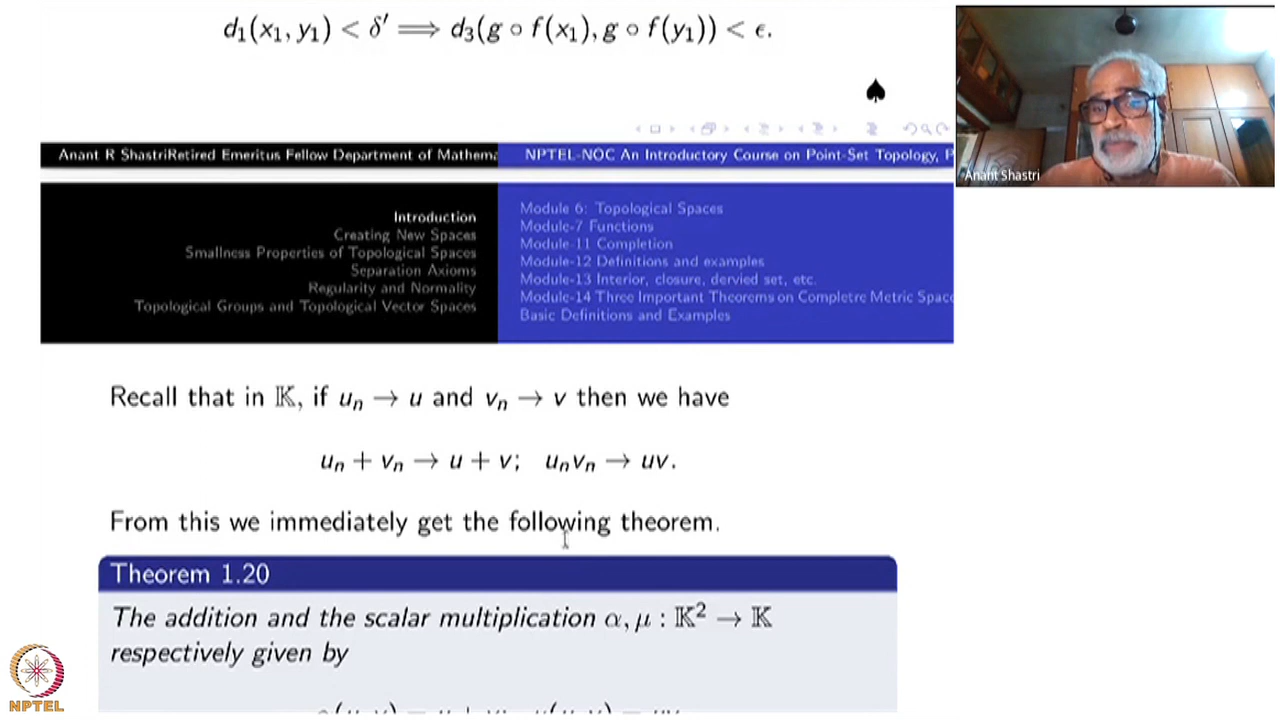 d₁(x₁, y₁) < δ′ ⟹ d₃(g ∘ f(x₁), g ∘ f(y₁)) < ϵ.
♠
Anant R ShastriRetired Emeritus Fellow Department of Mathema
NPTEL-NOC An Introductory Course on Point-Set Topology, P
Anant Shastri
Introduction
Creating New Spaces
Smallness Properties of Topological Spaces
Separation Axioms
Regularity and Normality
Topological Groups and Topological Vector Spaces
Module 6: Topological Spaces
Module-7 Functions
Module-11 Completion
Module-12 Definitions and examples
Module-13 Interior, closure, dervied set, etc.
Module-14 Three Important Theorems on Completre Metric Spac
Basic Definitions and Examples
Recall that in 𝕂, if uₙ → u and vₙ → v then we have
uₙ + vₙ → u + v; uₙvₙ → uv.
From this we immediately get the following theorem.
Theorem 1.20
The addition and the scalar multiplication α, μ : 𝕂² → 𝕂
respectively given by
NPTEL